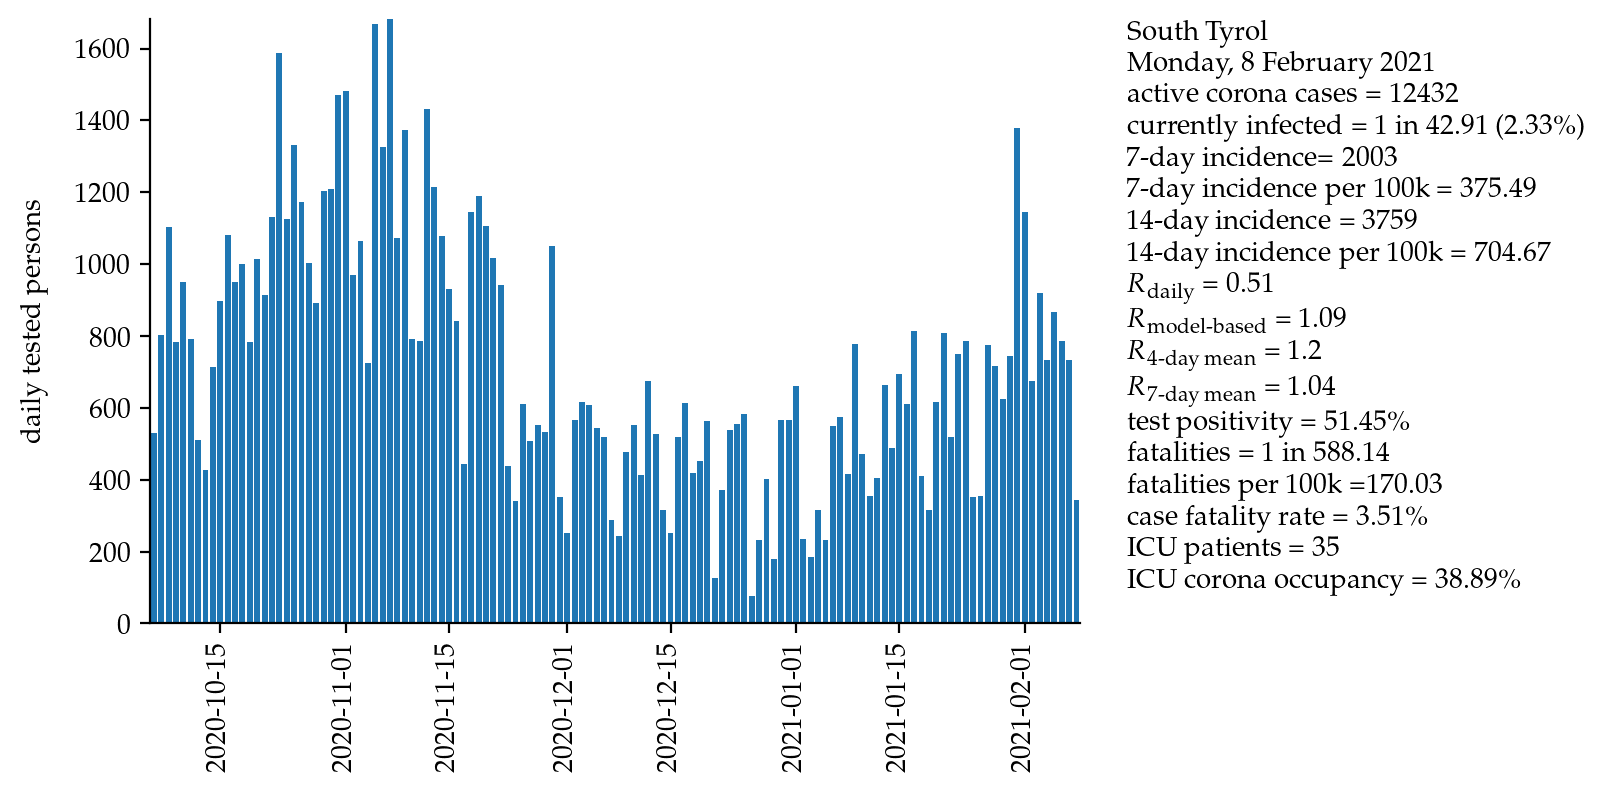 daily tested persons
1600
1400
1200
1000
800
600
400
200
0
2020-10-15
2020-11-01
2020-11-15
2020-12-01
2020-12-15
2021-01-01
2021-01-15
2021-02-01
South Tyrol
Monday, 8 February 2021
active corona cases = 12432
currently infected = 1 in 42.91 (2.33%)
7-day incidence= 2003
7-day incidence per 100k = 375.49
14-day incidence = 3759
14-day incidence per 100k = 704.67
R daily = 0.51
R model-based = 1.09
R 4-day mean = 1.2
R 7-day mean = 1.04
test positivity = 51.45%
fatalities = 1 in 588.14
fatalities per 100k =170.03
case fatality rate = 3.51%
ICU patients = 35
ICU corona occupancy = 38.89%